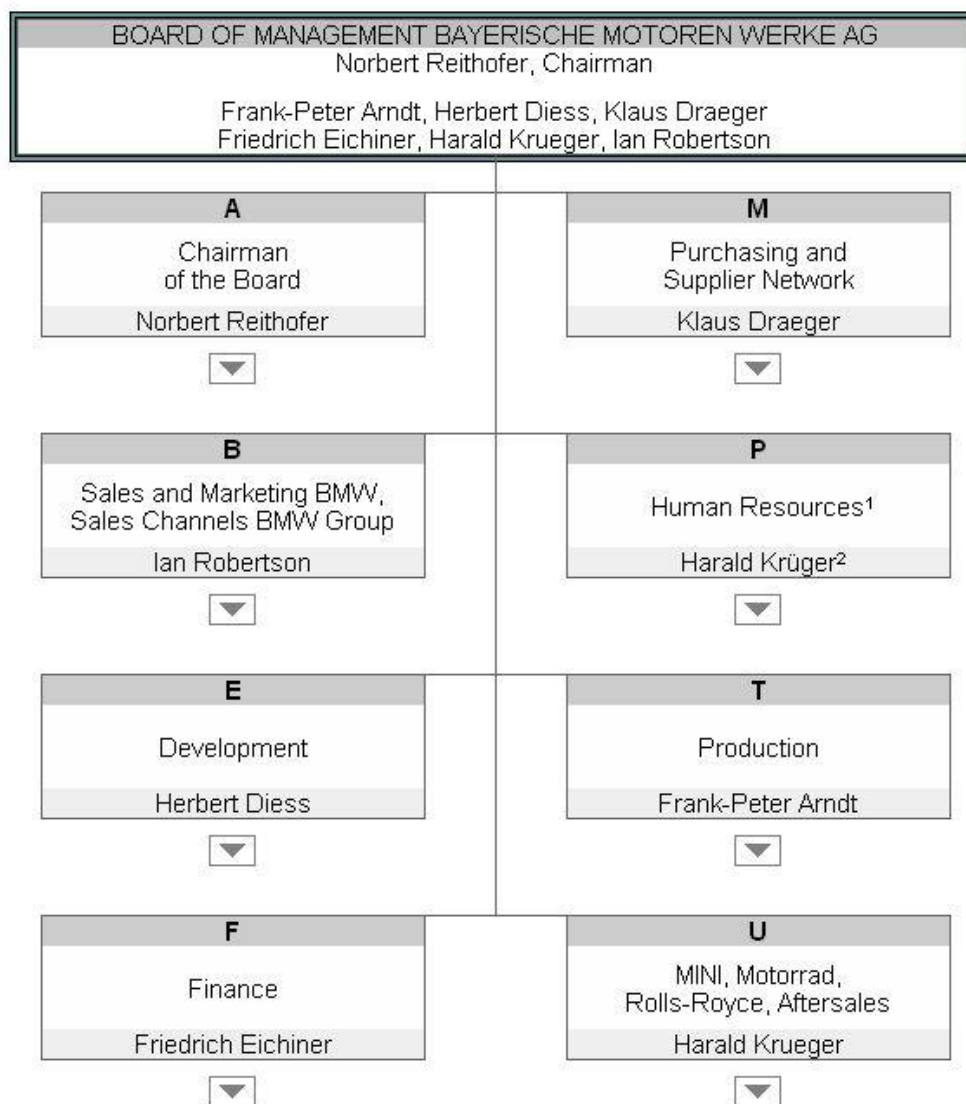 BOARD OF MANAGEMENT BAYERISCHE MOTOREN WERKE AG
Norbert Reithofer, Chairman
Frank-Peter Arndt, Herbert Diess, Klaus Draeger
Friedrich Eichiner, Harald Krueger, Ian Robertson
A
Chairman
of the Board
Norbert Reithofer
M
Purchasing and
Supplier Network
Klaus Draeger
B
Sales and Marketing BMW,
Sales Channels BMW Group
Ian Robertson
P
Human Resources¹
Harald Krüger²
E
Development
Herbert Diess
T
Production
Frank-Peter Arndt
F
Finance
Friedrich Eichiner
U
MINI, Motorrad,
Rolls-Royce, Aftersales
Harald Krueger